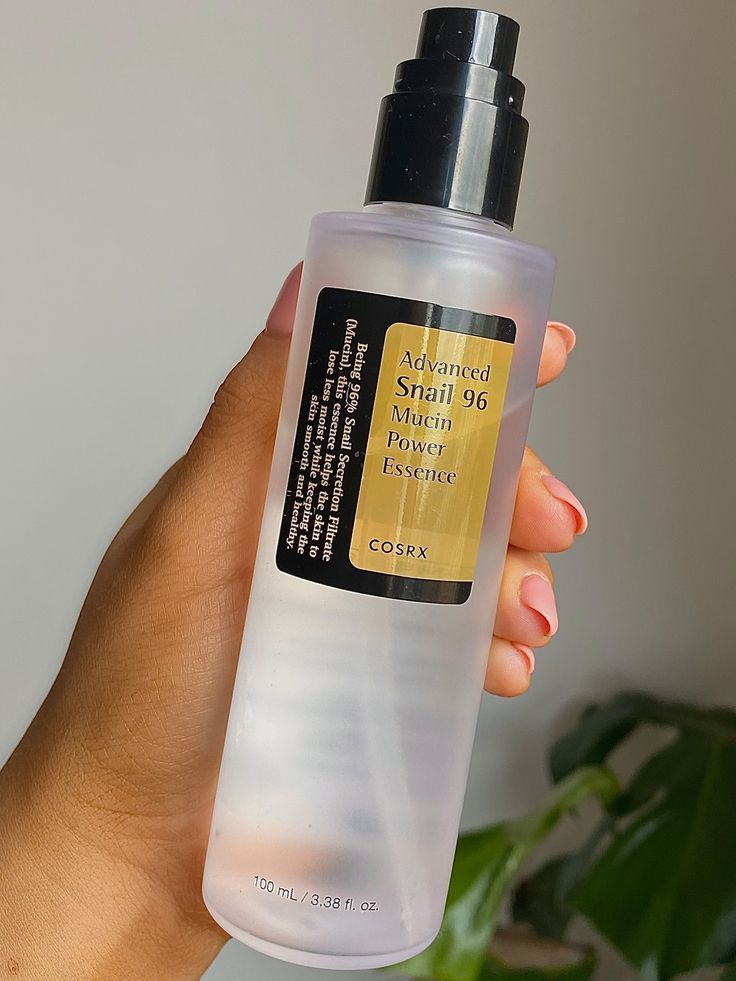 Advanced
Snail 96
Mucin
Power
Essence
COSRX
Being 96% Snail Secretion Filtrate
(Mucin), this essence helps the skin to
lose less moist while keeping the
skin smooth and healthy.
100 mL / 3.38 fl. oz.